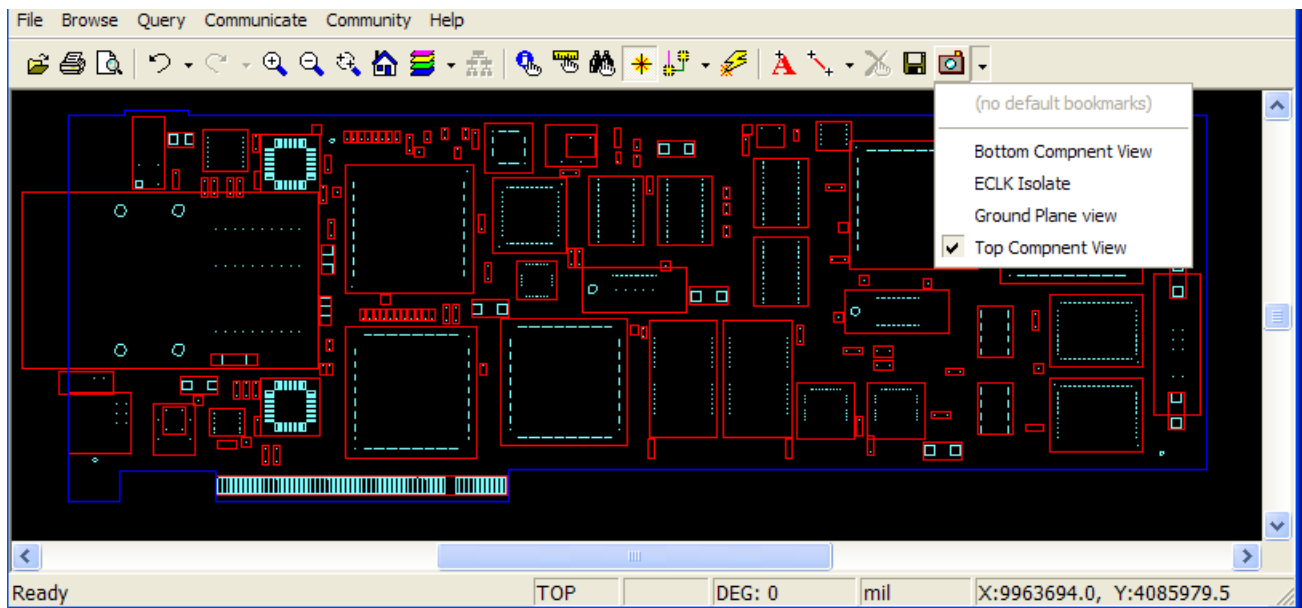 File Browse Query Communicate Community Help
(no default bookmarks)
Bottom Compnent View
ECLK Isolate
Ground Plane view
Top Compnent View
Ready TOP DEG: 0 mil X:9963694.0, Y:4085979.5